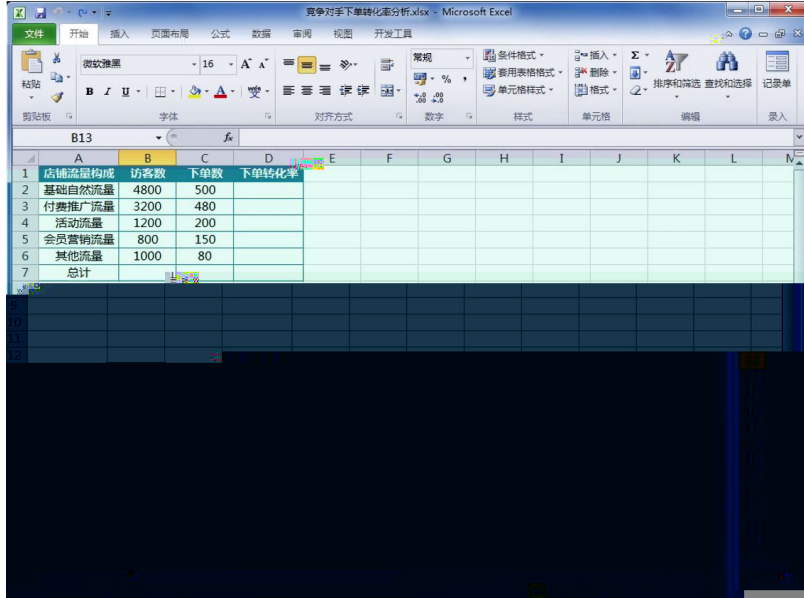 竞争对手下单转化率分析.xlsx - Microsoft Excel
文件 开始 插入 页面布局 公式 数据 审阅 视图 开发工具
微软雅黑 16 A A 常规 条件格式 插入 Σ
粘贴 % , 套用表格格式 删除 排序和筛选 查找和选择 记录单
B I U A 单元格样式 格式
剪贴板 字体 对齐方式 数字 样式 单元格 编辑 录入
B13 fx
A B C D E F G H I J K L M
1 店铺流量构成 访客数 下单数 下单转化率
2 基础自然流量 4800 500
3 付费推广流量 3200 480
4 活动流量 1200 200
5 会员营销流量 800 150
6 其他流量 1000 80
7 总计
9
10
11
12